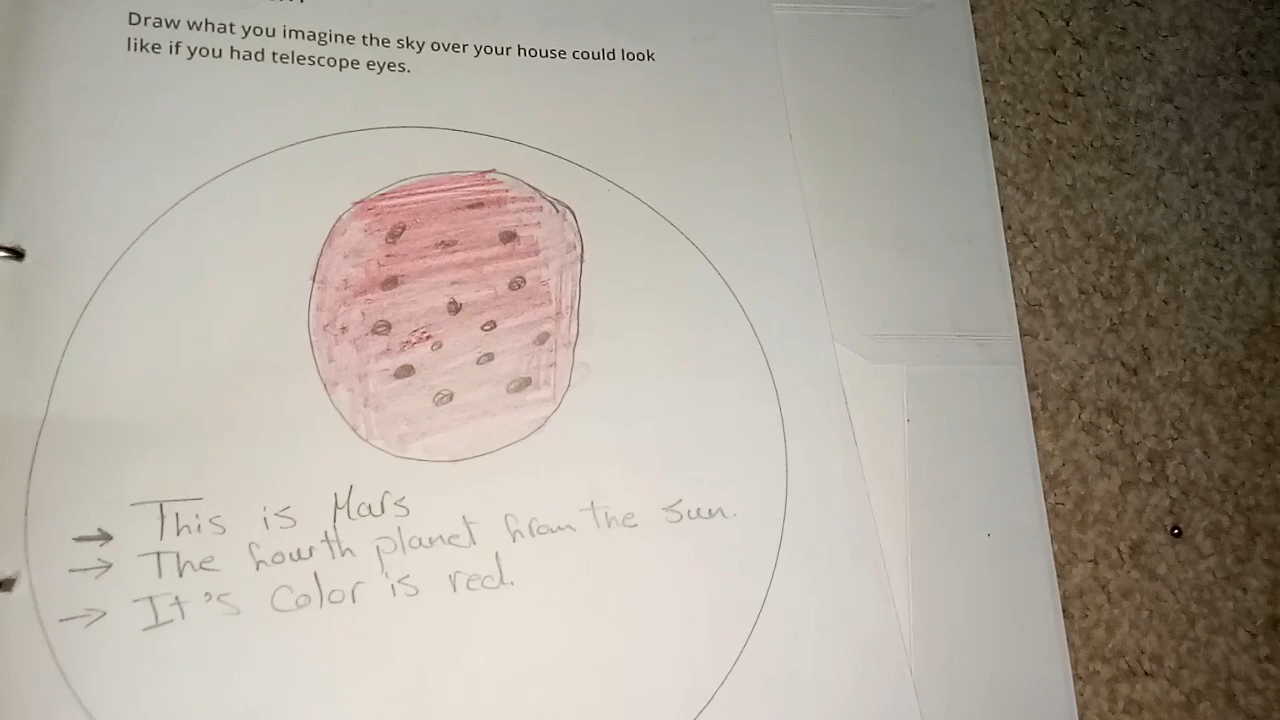 Draw what you imagine the sky over your house could look
like if you had telescope eyes.
This is Mars
The fourth planet from the sun.
It's color is red.